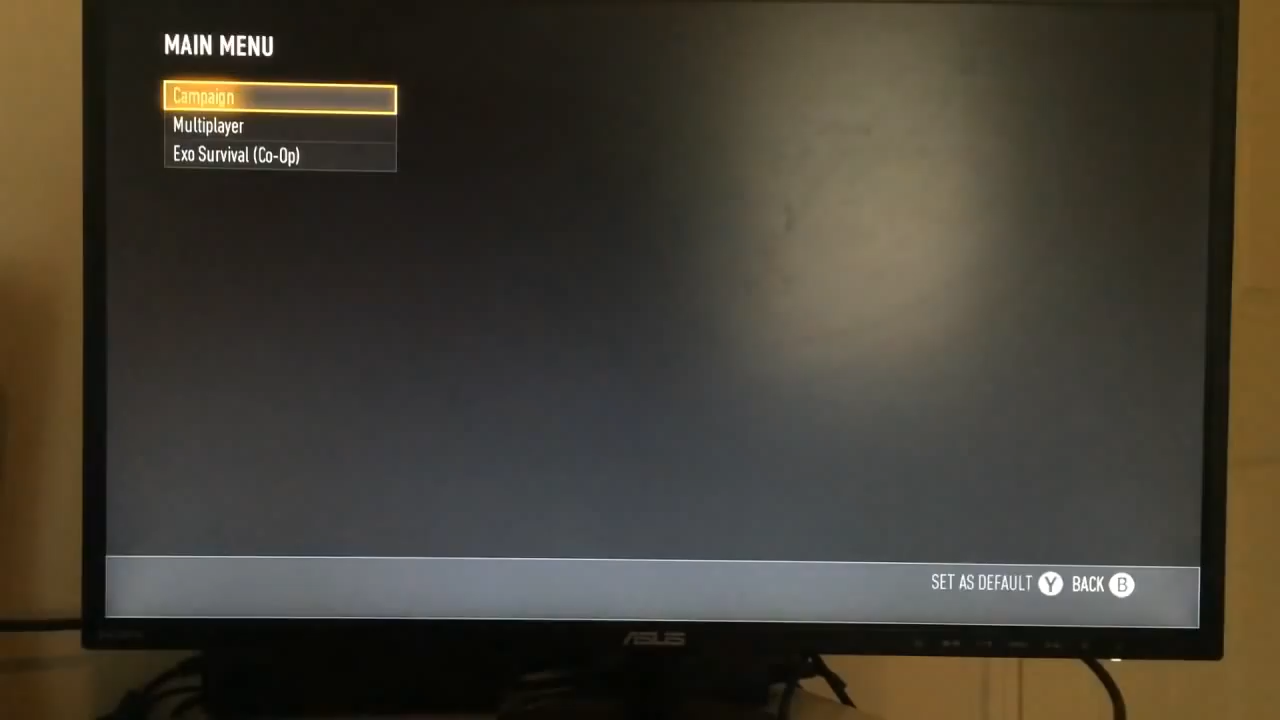 MAIN MENU
Campaign
Multiplayer
Exo Survival (Co-Op)
SET AS DEFAULT Y BACK B
ASUS